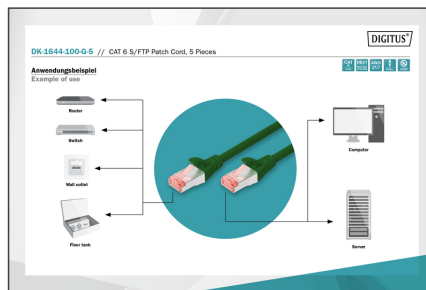 DIGITUS®
DK-1644-100-G-5 // CAT 6 S/FTP Patch Cord, 5 Pieces
Anwendungsbeispiel
Example of use
Router
Switch
Wall outlet
Floor tank
Computer
Server